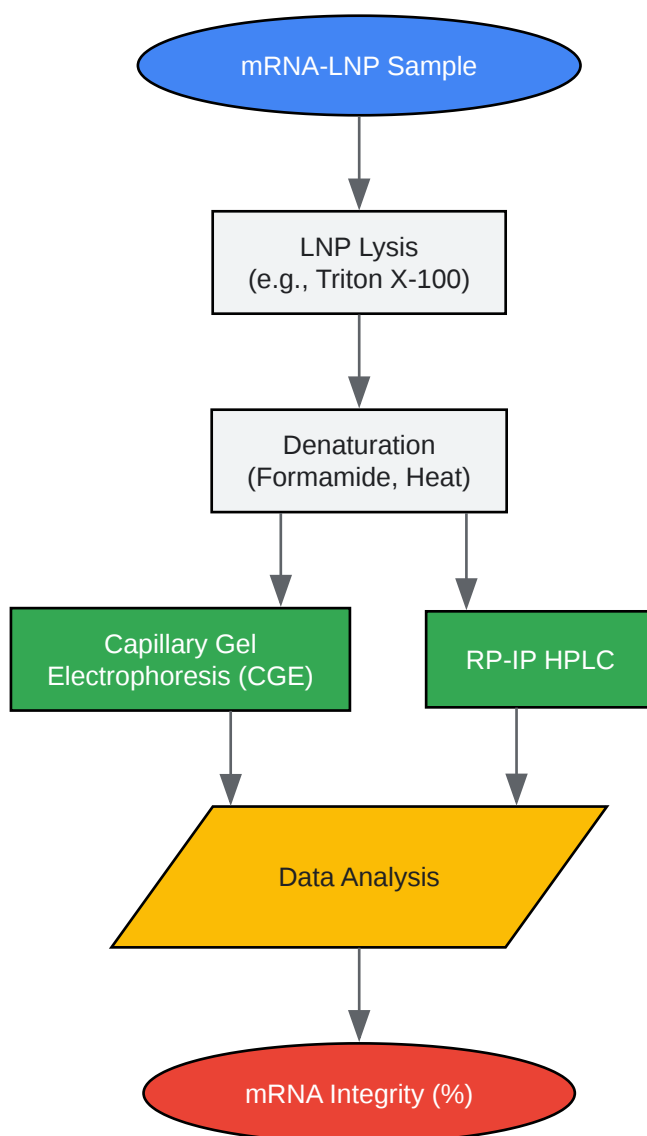 mRNA-LNP Sample
LNP Lysis
(e.g., Triton X-100)
Denaturation
(Formamide, Heat)
Capillary Gel
Electrophoresis (CGE)
RP-IP HPLC
Data Analysis
mRNA Integrity (%)